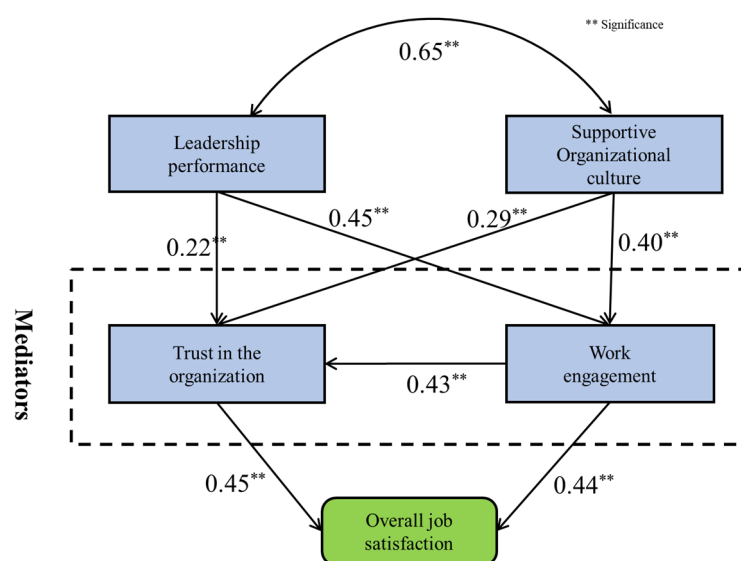 ** Significance
0.65**
Leadership
performance
Supportive
Organizational
culture
0.22**
0.45**
0.29**
0.40**
Mediators
Trust in the
organization
Work
engagement
0.43**
0.45**
0.44**
Overall job
satisfaction